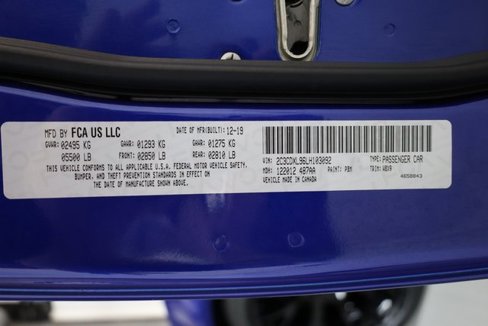 MFD BY FCA US LLC
DATE OF MFR(BUILT): 12-19
GVWR: 02495 KG GAWR: 01293 KG GAWR: 01275 KG
05500 LB FRONT: 02850 LB REAR: 02810 LB
THIS VEHICLE CONFORMS TO ALL APPLICABLE U.S.A. FEDERAL MOTOR VEHICLE SAFETY,
BUMPER, AND THEFT PREVENTION STANDARDS IN EFFECT ON
THE DATE OF MANUFACTURE SHOWN ABOVE.
VIN: 2C3CDXL96LH103092 TYPE: PASSENGER CAR
MDH: 122012 487AA PAINT: PBM TRIM:
VEHICLE MADE IN CANADA 4658043